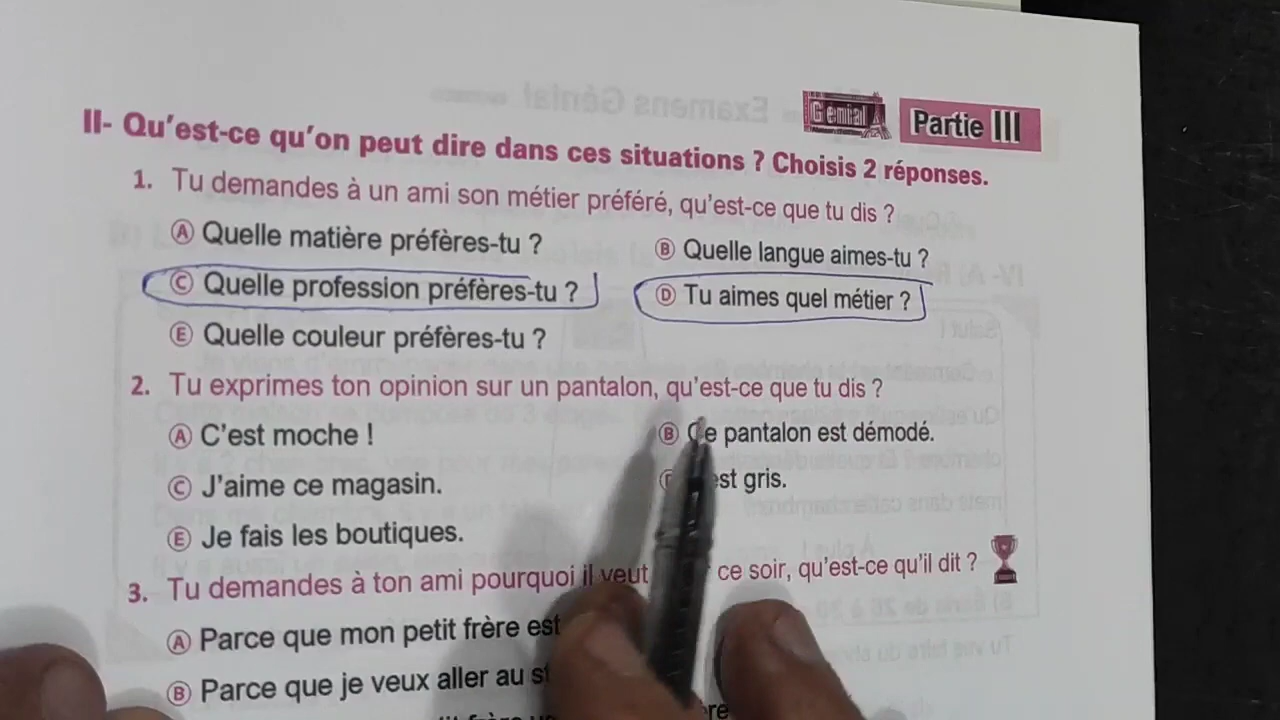 Génial
Partie III
II- Qu'est-ce qu'on peut dire dans ces situations ? Choisis 2 réponses.
1. Tu demandes à un ami son métier préféré, qu'est-ce que tu dis ?
A Quelle matière préfères-tu ?
B Quelle langue aimes-tu ?
C Quelle profession préfères-tu ?
D Tu aimes quel métier ?
E Quelle couleur préfères-tu ?
2. Tu exprimes ton opinion sur un pantalon, qu'est-ce que tu dis ?
A C'est moche !
B Ce pantalon est démodé.
C J'aime ce magasin.
est gris.
E Je fais les boutiques.
3. Tu demandes à ton ami pourquoi il veut ce soir, qu'est-ce qu'il dit ?
A Parce que mon petit frère est
B Parce que je veux aller au